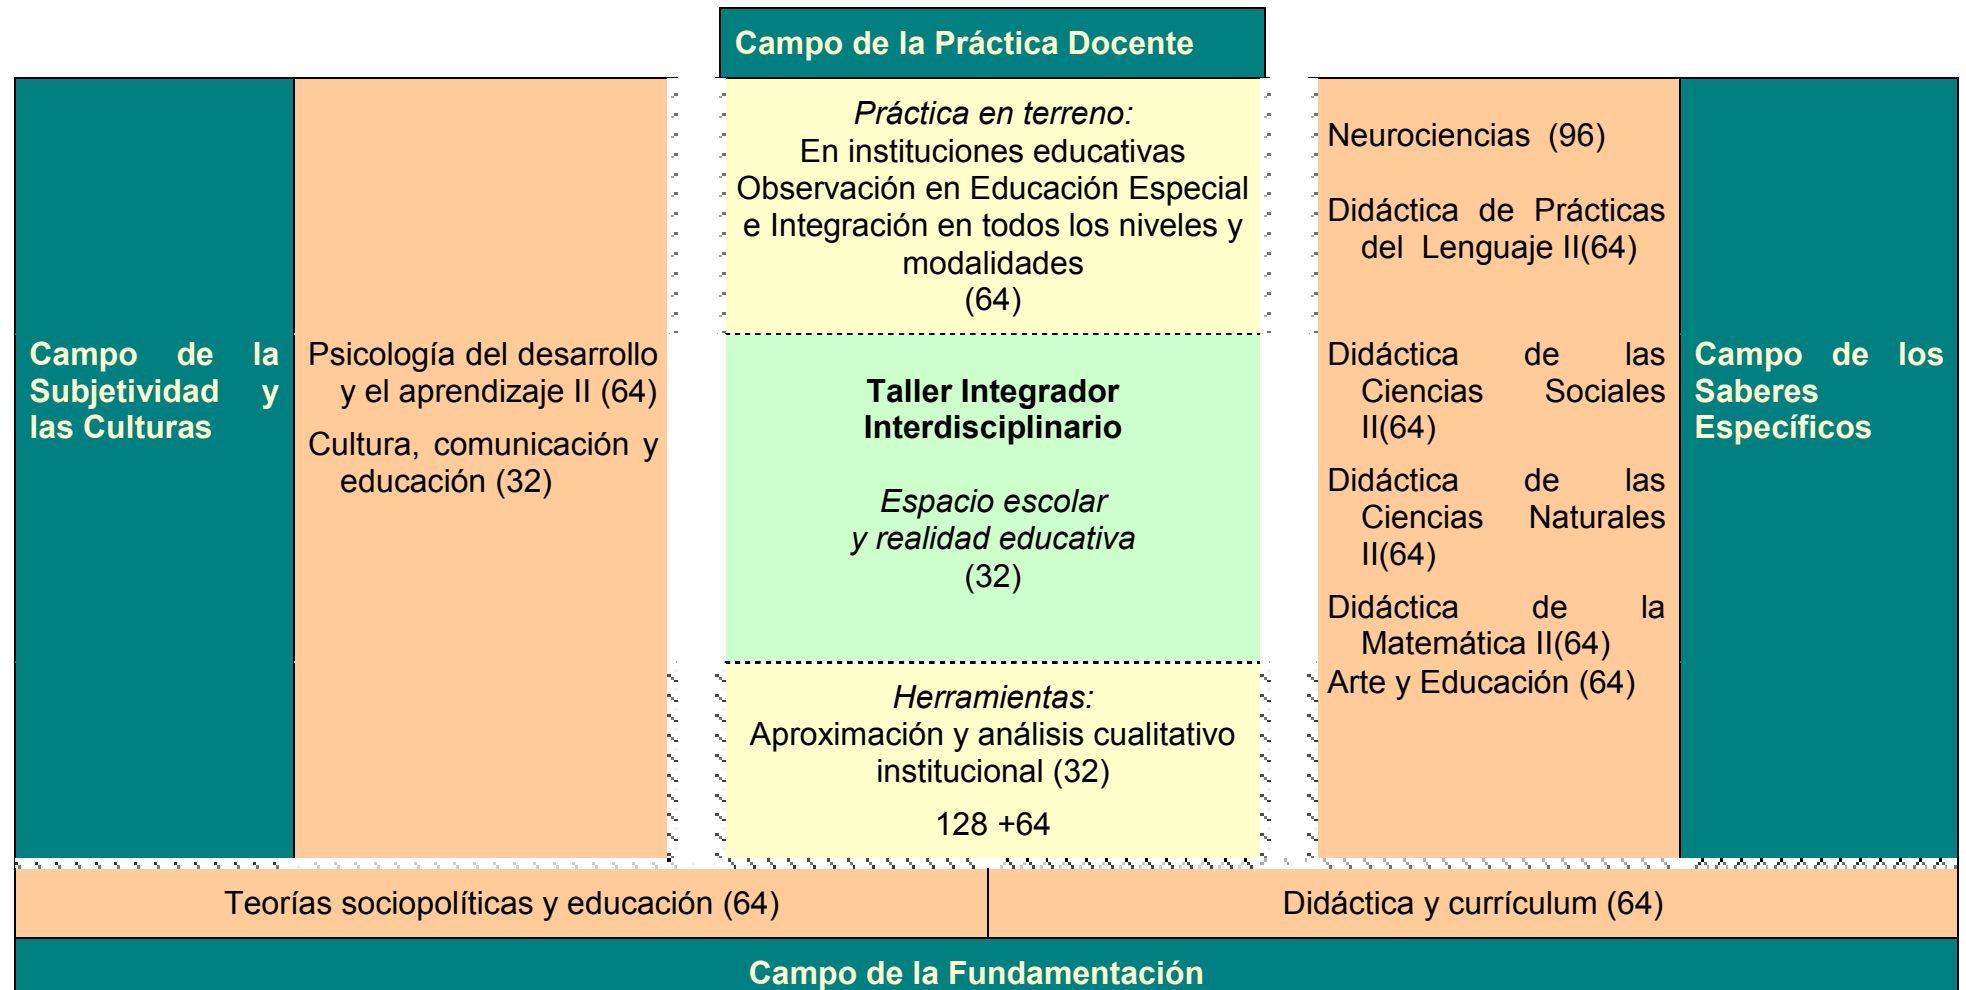 Campo de la Práctica Docente
Campo de la
Subjetividad y
las Culturas
Psicología del desarrollo
y el aprendizaje II (64)
Cultura, comunicación y
educación (32)
Práctica en terreno:
En instituciones educativas
Observación en Educación Especial
e Integración en todos los niveles y
modalidades
(64)
Taller Integrador
Interdisciplinario
Espacio escolar
y realidad educativa
(32)
Herramientas:
Aproximación y análisis cualitativo
institucional (32)
128 +64
Neurociencias (96)
Didáctica de Prácticas
del Lenguaje II(64)
Didáctica de las
Ciencias Sociales
II(64)
Didáctica de las
Ciencias Naturales
II(64)
Didáctica de la
Matemática II(64)
Arte y Educación (64)
Campo de los
Saberes
Específicos
Teorías sociopolíticas y educación (64)
Didáctica y currículum (64)
Campo de la Fundamentación